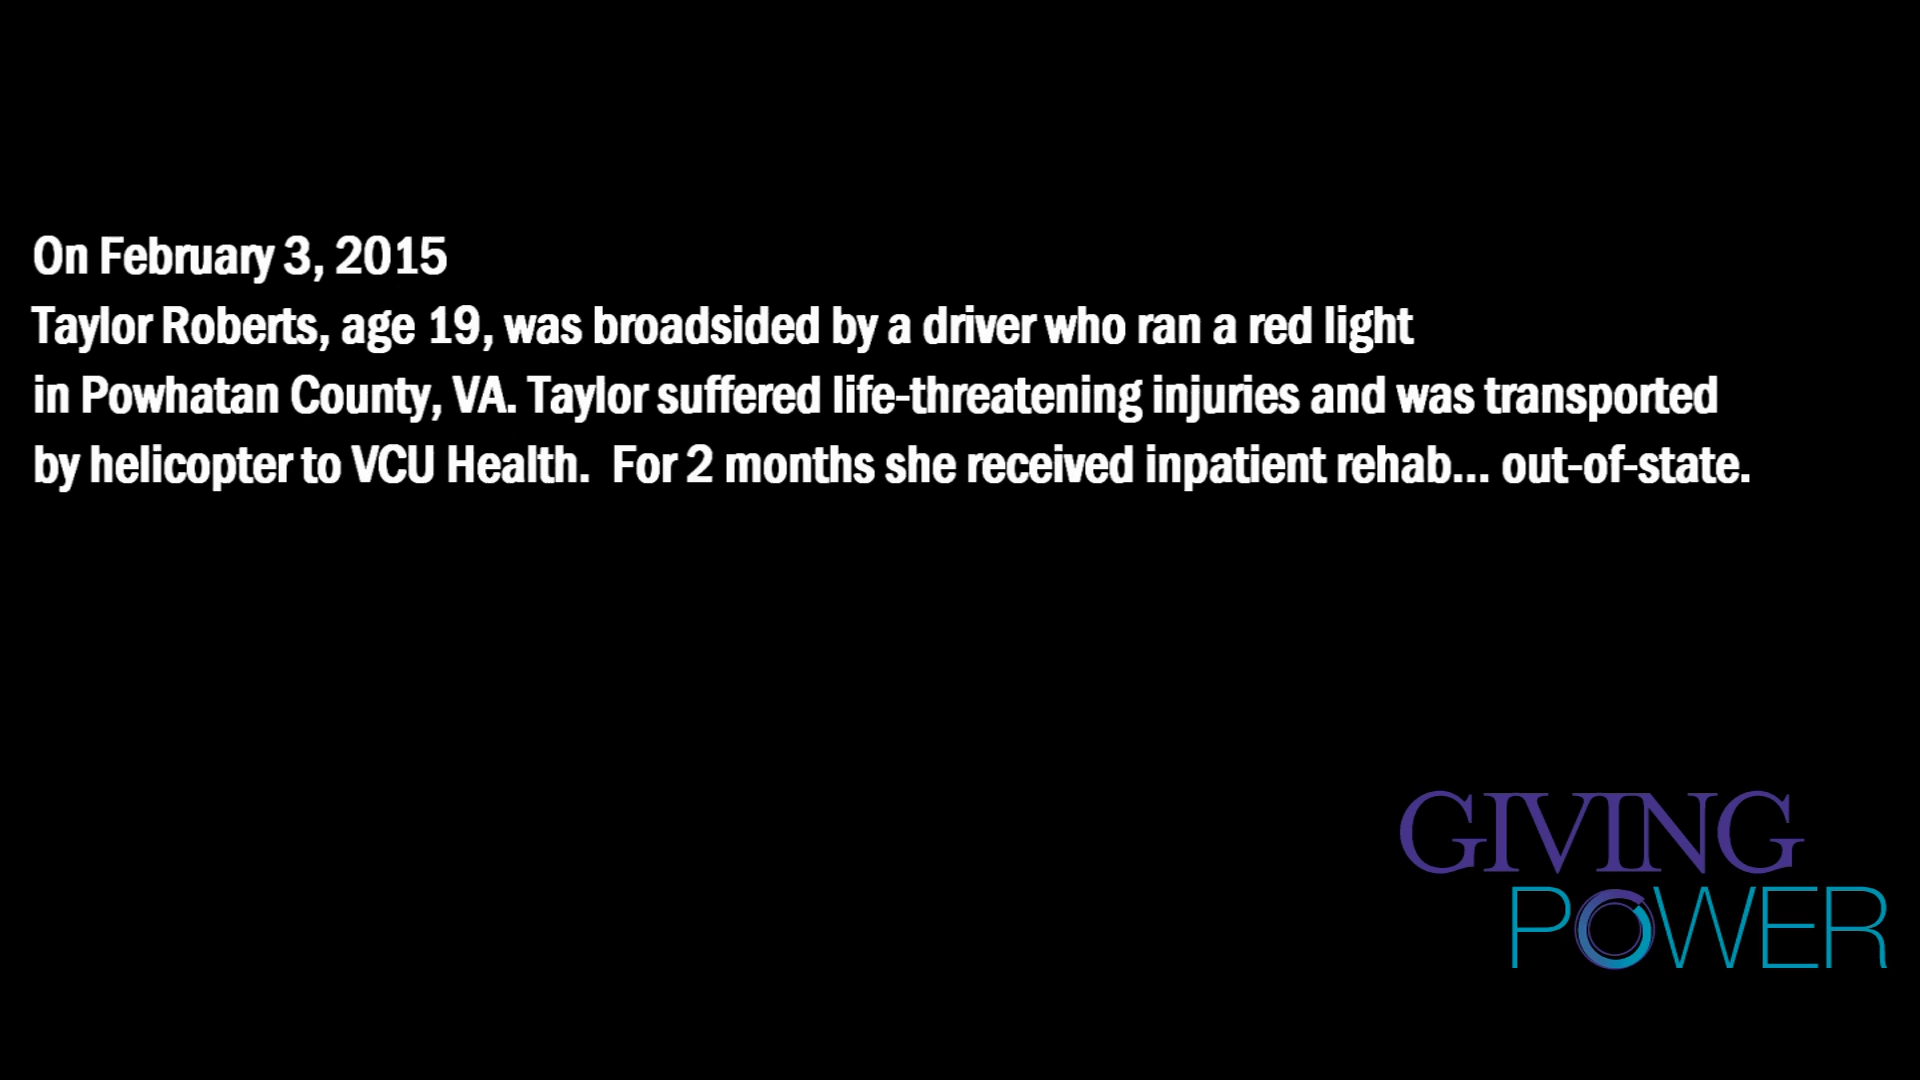 On February 3, 2015
Taylor Roberts, age 19, was broadsided by a driver who ran a red light
in Powhatan County, VA. Taylor suffered life-threatening injuries and was transported
by helicopter to VCU Health.  For 2 months she received inpatient rehab... out-of-state.
GIVING
POWER